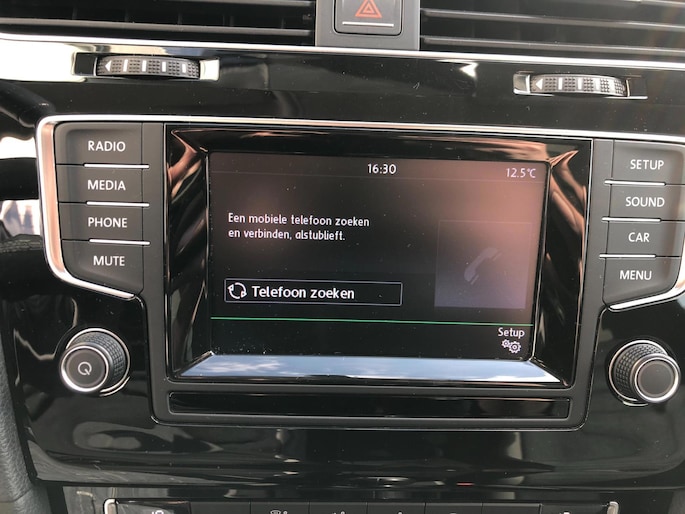 RADIO
MEDIA
PHONE
MUTE
16:30
12.5°C
Een mobiele telefoon zoeken
en verbinden, alstublieft.
Telefoon zoeken
Setup
SETUP
SOUND
CAR
MENU